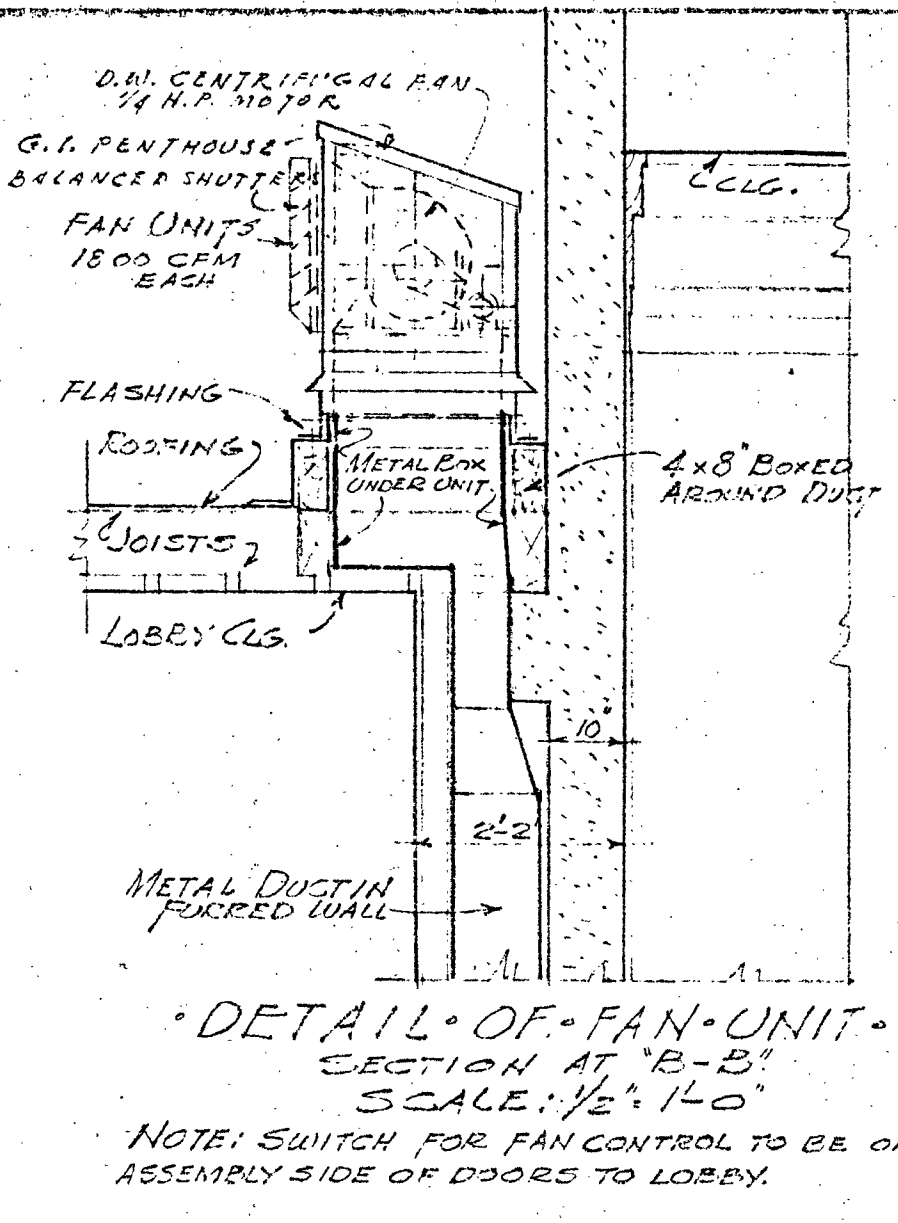 D.W. CENTRIFUGAL FAN
1/4 H.P. MOTOR
G.I. PENTHOUSE
BALANCED SHUTTER
FAN UNITS
1800 CFM
EACH
CLG.
FLASHING
ROOFING
METAL BOX
UNDER UNIT
4x8" BOXED
AROUND DUCT
JOISTS
LOBBY CLG.
10"
2'-2"
METAL DUCT IN
FURRED WALL
• DETAIL • OF • FAN • UNIT •
SECTION AT "B-B"
SCALE: 1/2" = 1'-0"
NOTE: SWITCH FOR FAN CONTROL TO BE
ASSEMBLY SIDE OF DOORS TO LOBBY.